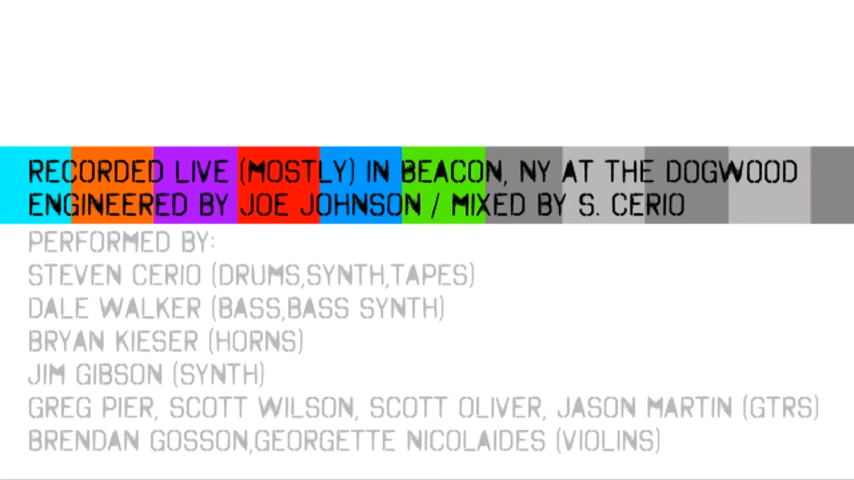 RECORDED LIVE (MOSTLY) IN BEACON, NY AT THE DOGWOOD
ENGINEERED BY JOE JOHNSON / MIXED BY S. CERIO
PERFORMED BY:
STEVEN CERIO (DRUMS,SYNTH,TAPES)
DALE WALKER (BASS,BASS SYNTH)
BRYAN KIESER (HORNS)
JIM GIBSON (SYNTH)
GREG PIER, SCOTT WILSON, SCOTT OLIVER, JASON MARTIN (GTRS)
BRENDAN GOSSON,GEORGETTE NICOLAIDES (VIOLINS)